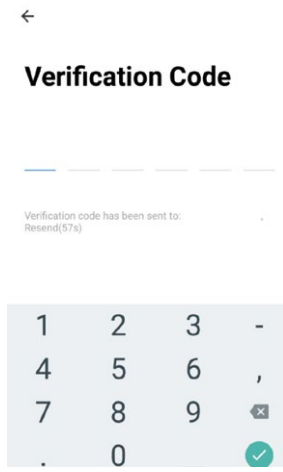 Verification Code
Verification code has been sent to: ,
Resend(57s)
1 2 3 -
4 5 6 ,
7 8 9
. 0